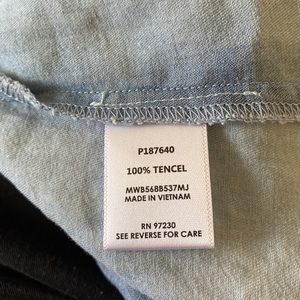 P187640
100% TENCEL
MWB568B537MJ
MADE IN VIETNAM
RN 97230
SEE REVERSE FOR CARE